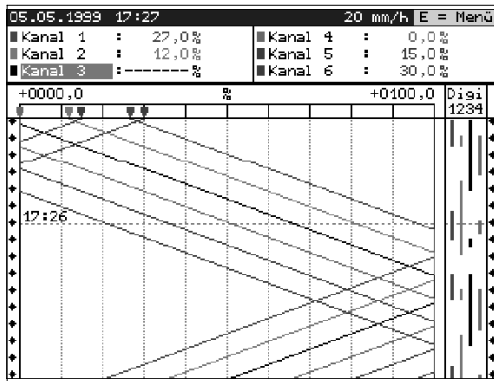 05.05.1999 17:27 20 mm/h E = Menü
Kanal 1 : 27,0% Kanal 4 : 0,0%
Kanal 2 : 12,0% Kanal 5 : 15,0%
Kanal 3 :-------% Kanal 6 : 30,0%
+0000,0 % +0100,0 Digi
1234
17:26